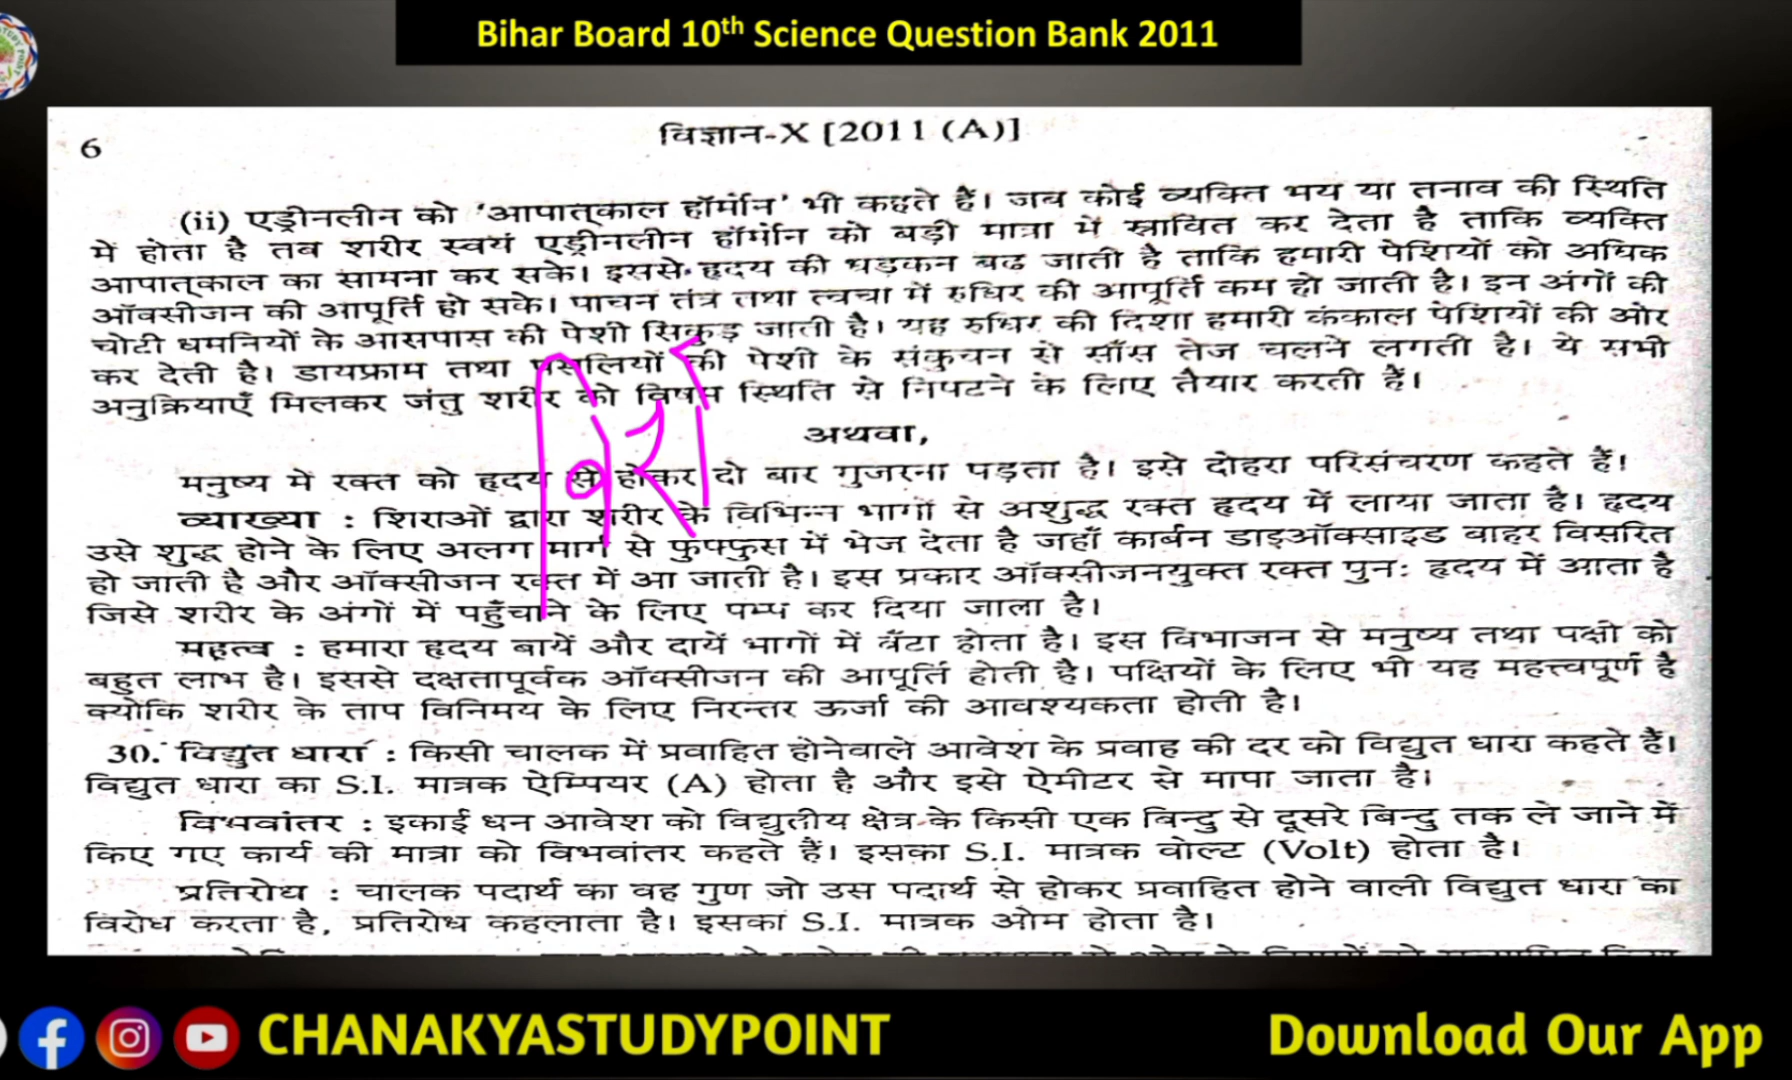 Bihar Board 10th Science Question Bank 2011
6
विज्ञान-X [2011 (A)]
(ii) एड्रीनलीन को 'आपात्काल हॉर्मोन' भी कहते हैं। जब कोई व्यक्ति भय या तनाव की स्थिति
में होता है तब शरीर स्वयं एड्रीनलीन हॉर्मोन को बड़ी मात्रा में स्रावित कर देता है ताकि व्यक्ति
आपात्काल का सामना कर सके। इससे हृदय की धड़कन बढ जाती है ताकि हमारी पेशियों को अधिक
ऑक्सीजन की आपूर्ति हो सके। पाचन तंत्र तथा त्वचा में रुधिर की आपूर्ति कम हो जाती है। इन अंगों की
चोटी धमनियों के आसपास की पेशी सिकुड़ जाती है। यह रुधिर की दिशा हमारी कंकाल पेशियों की ओर
कर देती है। डायफ्राम तथा पसलियों की पेशी के संकुचन से साँस तेज चलने लगती है। ये सभी
अनुक्रियाएँ मिलकर जंतु शरीर को विषम स्थिति से निपटने के लिए तैयार करती हैं।
अथवा,
मनुष्य में रक्त को हृदय से होकर दो बार गुजरना पड़ता है। इसे दोहरा परिसंचरण कहते हैं।
व्याख्या : शिराओं द्वारा शरीर के विभिन्न भागों से अशुद्ध रक्त हृदय में लाया जाता है। हृदय
उसे शुद्ध होने के लिए अलग मार्ग से फुफ्फुस में भेज देता है जहाँ कार्बन डाइऑक्साइड बाहर विसरित
हो जाती है और ऑक्सीजन रक्त में आ जाती है। इस प्रकार ऑक्सीजनयुक्त रक्त पुनः हृदय में आता है
जिसे शरीर के अंगों में पहुँचाने के लिए पम्प कर दिया जाला है।
महत्व : हमारा हृदय बायें और दायें भागों में बँटा होता है। इस विभाजन से मनुष्य तथा पक्षी को
बहुत लाभ है। इससे दक्षतापूर्वक ऑक्सीजन की आपूर्ति होती है। पक्षियों के लिए भी यह महत्त्वपूर्ण है
क्योंकि शरीर के ताप विनिमय के लिए निरन्तर ऊर्जा की आवश्यकता होती है।
30. विद्युत धारा : किसी चालक में प्रवाहित होनेवाले आवेश के प्रवाह की दर को विद्युत धारा कहते हैं।
विद्युत धारा का S.I. मात्रक ऐम्पियर (A) होता है और इसे ऐमीटर से मापा जाता है।
विभवांतर : इकाई धन आवेश को विद्युतीय क्षेत्र के किसी एक बिन्दु से दूसरे बिन्दु तक ले जाने में
किए गए कार्य की मात्रा को विभवांतर कहते हैं। इसका S.I. मात्रक वोल्ट (Volt) होता है।
प्रतिरोध : चालक पदार्थ का वह गुण जो उस पदार्थ से होकर प्रवाहित होने वाली विद्युत धारा का
विरोध करता है, प्रतिरोध कहलाता है। इसका S.I. मात्रक ओम होता है।
CHANAKYASTUDYPOINT
Download Our App